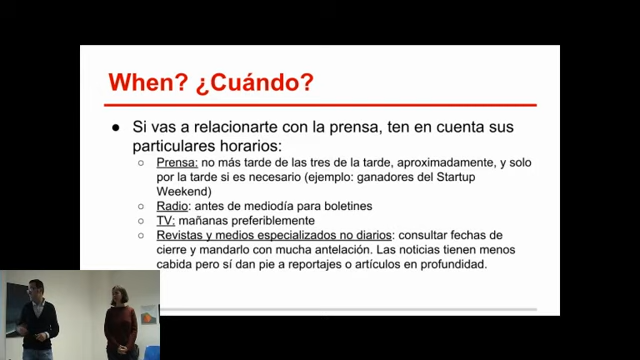 When? ¿Cuándo?
● Si vas a relacionarte con la prensa, ten en cuenta sus
particulares horarios:
○ Prensa: no más tarde de las tres de la tarde, aproximadamente, y solo
por la tarde si es necesario (ejemplo: ganadores del Startup
Weekend)
○ Radio: antes de mediodía para boletines
○ TV: mañanas preferiblemente
○ Revistas y medios especializados no diarios: consultar fechas de
cierre y mandarlo con mucha antelación. Las noticias tienen menos
cabida pero sí dan pie a reportajes o artículos en profundidad.